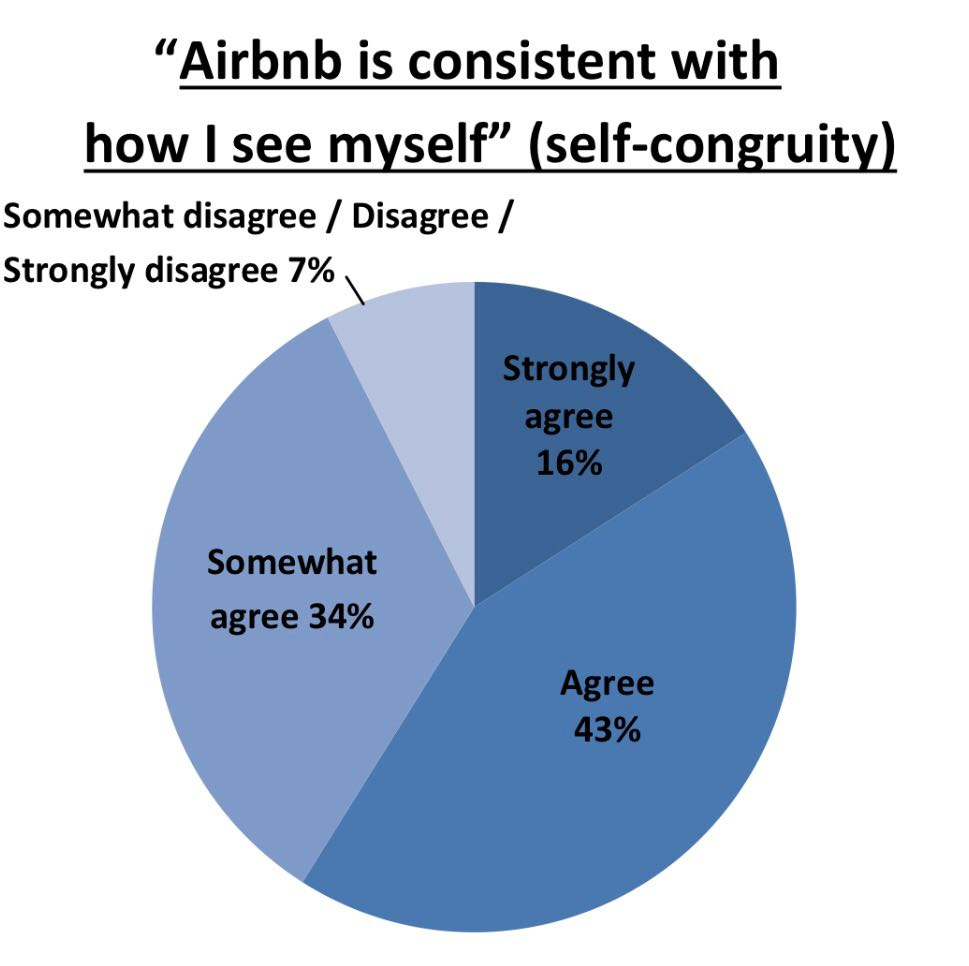 “Airbnb is consistent with
how I see myself” (self-congruity)
Somewhat disagree / Disagree /
Strongly disagree 7%
Strongly
agree
16%
Somewhat
agree 34%
Agree
43%